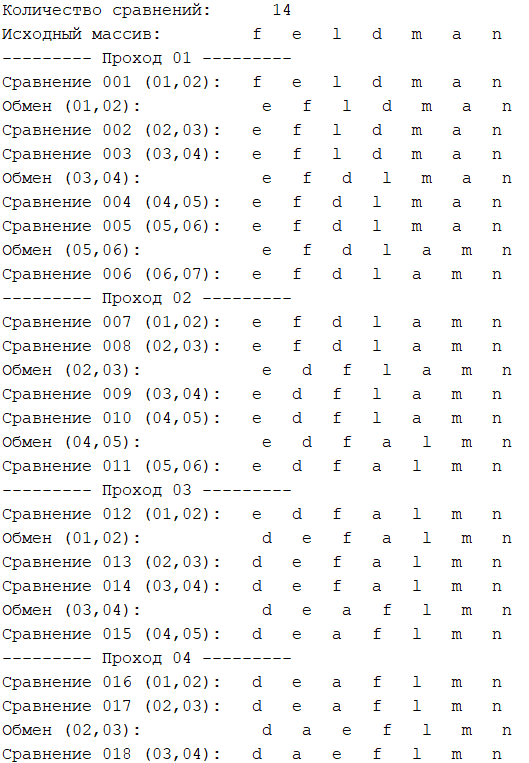 Количество сравнений:      14
Исходный массив:         f   e   l   d   m   a   n
--------- Проход 01 ---------
Сравнение 001 (01,02):   f   e   l   d   m   a   n
Обмен (01,02):            e   f   l   d   m   a   n
Сравнение 002 (02,03):   e   f   l   d   m   a   n
Сравнение 003 (03,04):   e   f   l   d   m   a   n
Обмен (03,04):            e   f   d   l   m   a   n
Сравнение 004 (04,05):   e   f   d   l   m   a   n
Сравнение 005 (05,06):   e   f   d   l   m   a   n
Обмен (05,06):            e   f   d   l   a   m   n
Сравнение 006 (06,07):   e   f   d   l   a   m   n
--------- Проход 02 ---------
Сравнение 007 (01,02):   e   f   d   l   a   m   n
Сравнение 008 (02,03):   e   f   d   l   a   m   n
Обмен (02,03):            e   d   f   l   a   m   n
Сравнение 009 (03,04):   e   d   f   l   a   m   n
Сравнение 010 (04,05):   e   d   f   l   a   m   n
Обмен (04,05):            e   d   f   a   l   m   n
Сравнение 011 (05,06):   e   d   f   a   l   m   n
--------- Проход 03 ---------
Сравнение 012 (01,02):   e   d   f   a   l   m   n
Обмен (01,02):            d   e   f   a   l   m   n
Сравнение 013 (02,03):   d   e   f   a   l   m   n
Сравнение 014 (03,04):   d   e   f   a   l   m   n
Обмен (03,04):            d   e   a   f   l   m   n
Сравнение 015 (04,05):   d   e   a   f   l   m   n
--------- Проход 04 ---------
Сравнение 016 (01,02):   d   e   a   f   l   m   n
Сравнение 017 (02,03):   d   e   a   f   l   m   n
Обмен (02,03):            d   a   e   f   l   m   n
Сравнение 018 (03,04):   d   a   e   f   l   m   n